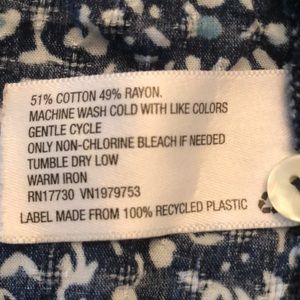 51% COTTON 49% RAYON.
MACHINE WASH COLD WITH LIKE COLORS
GENTLE CYCLE
ONLY NON-CHLORINE BLEACH IF NEEDED
TUMBLE DRY LOW
WARM IRON
RN17730 VN1979753
LABEL MADE FROM 100% RECYCLED PLASTIC